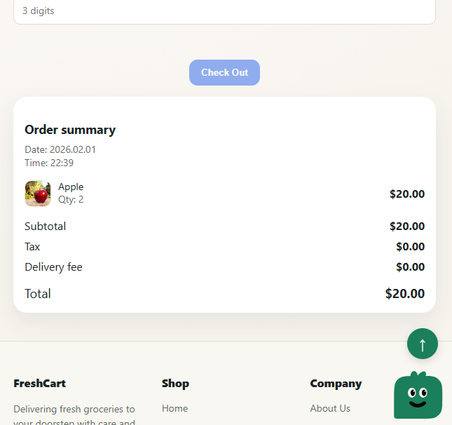 3 digits
Check Out
Order summary
Date: 2026.02.01
Time: 22:39
Apple
Qty: 2
$20.00
Subtotal $20.00
Tax $0.00
Delivery fee $0.00
Total $20.00
↑
FreshCart Shop Company
Delivering fresh groceries to Home About Us
your doorstep with care and